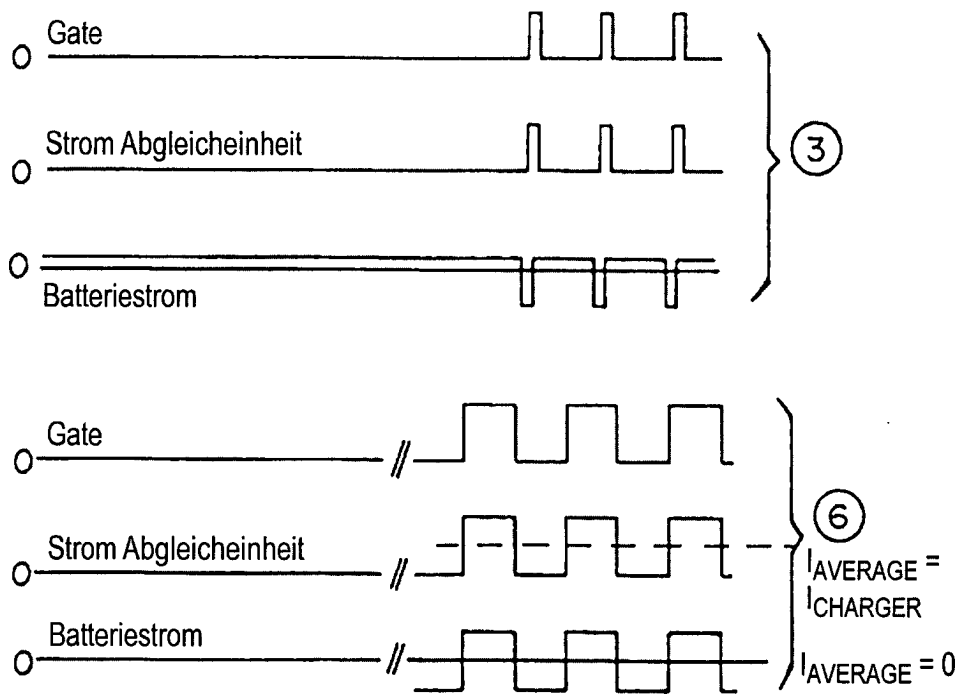 Gate
O
Strom Abgleicheinheit
O
3
O
Batteriestrom
Gate
O
//
Strom Abgleicheinheit
O
//
6
IAVERAGE =
ICHARGER
Batteriestrom
O
//
IAVERAGE = 0